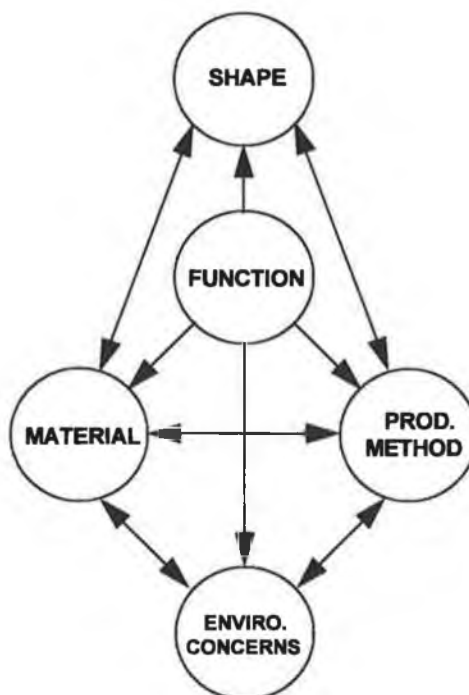 SHAPE
FUNCTION
MATERIAL
PROD.
METHOD
ENVIRO.
CONCERNS